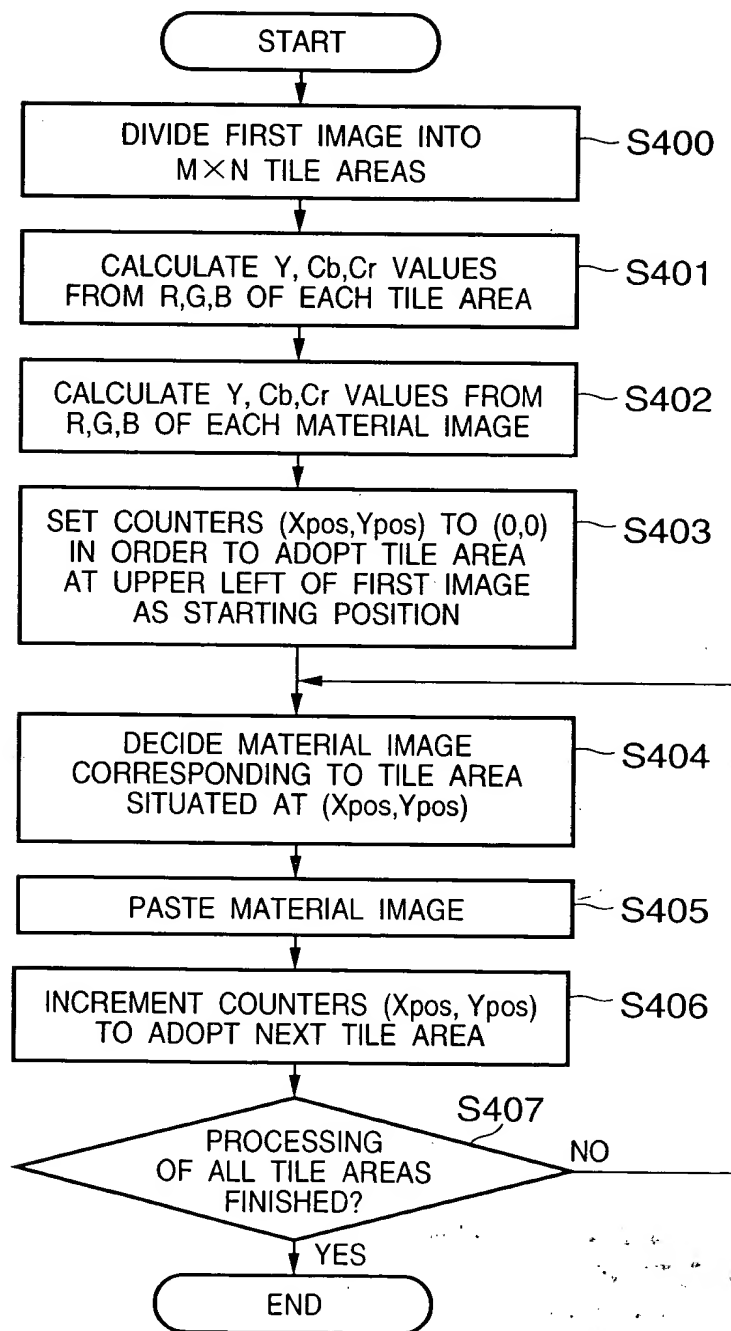 START
DIVIDE FIRST IMAGE INTO
M×N TILE AREAS
S400
CALCULATE Y, Cb,Cr VALUES
FROM R,G,B OF EACH TILE AREA
S401
CALCULATE Y, Cb,Cr VALUES FROM
R,G,B OF EACH MATERIAL IMAGE
S402
SET COUNTERS (Xpos,Ypos) TO (0,0)
IN ORDER TO ADOPT TILE AREA
AT UPPER LEFT OF FIRST IMAGE
AS STARTING POSITION
S403
DECIDE MATERIAL IMAGE
CORRESPONDING TO TILE AREA
SITUATED AT (Xpos,Ypos)
S404
PASTE MATERIAL IMAGE
S405
INCREMENT COUNTERS (Xpos, Ypos)
TO ADOPT NEXT TILE AREA
S406
S407
PROCESSING
OF ALL TILE AREAS
FINISHED?
NO
YES
END